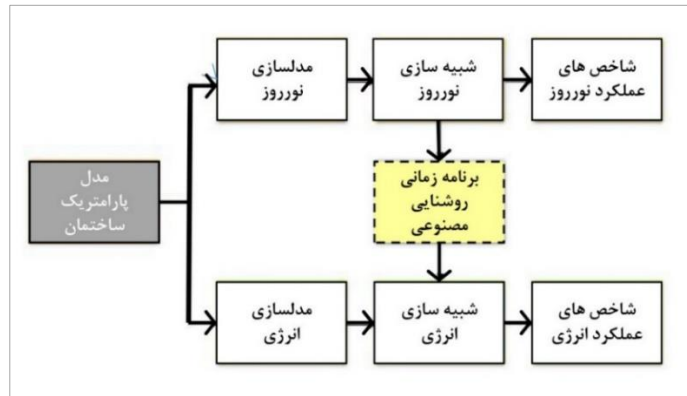 مدلسازی
نورروز
شبیه سازی
نورروز
شاخص های
عملکرد نورروز
مدل
پارامتریک
ساختمان
برنامه زمانی
روشنایی
مصنوعی
مدلسازی
انرژی
شبیه سازی
انرژی
شاخص های
عملکرد انرژی